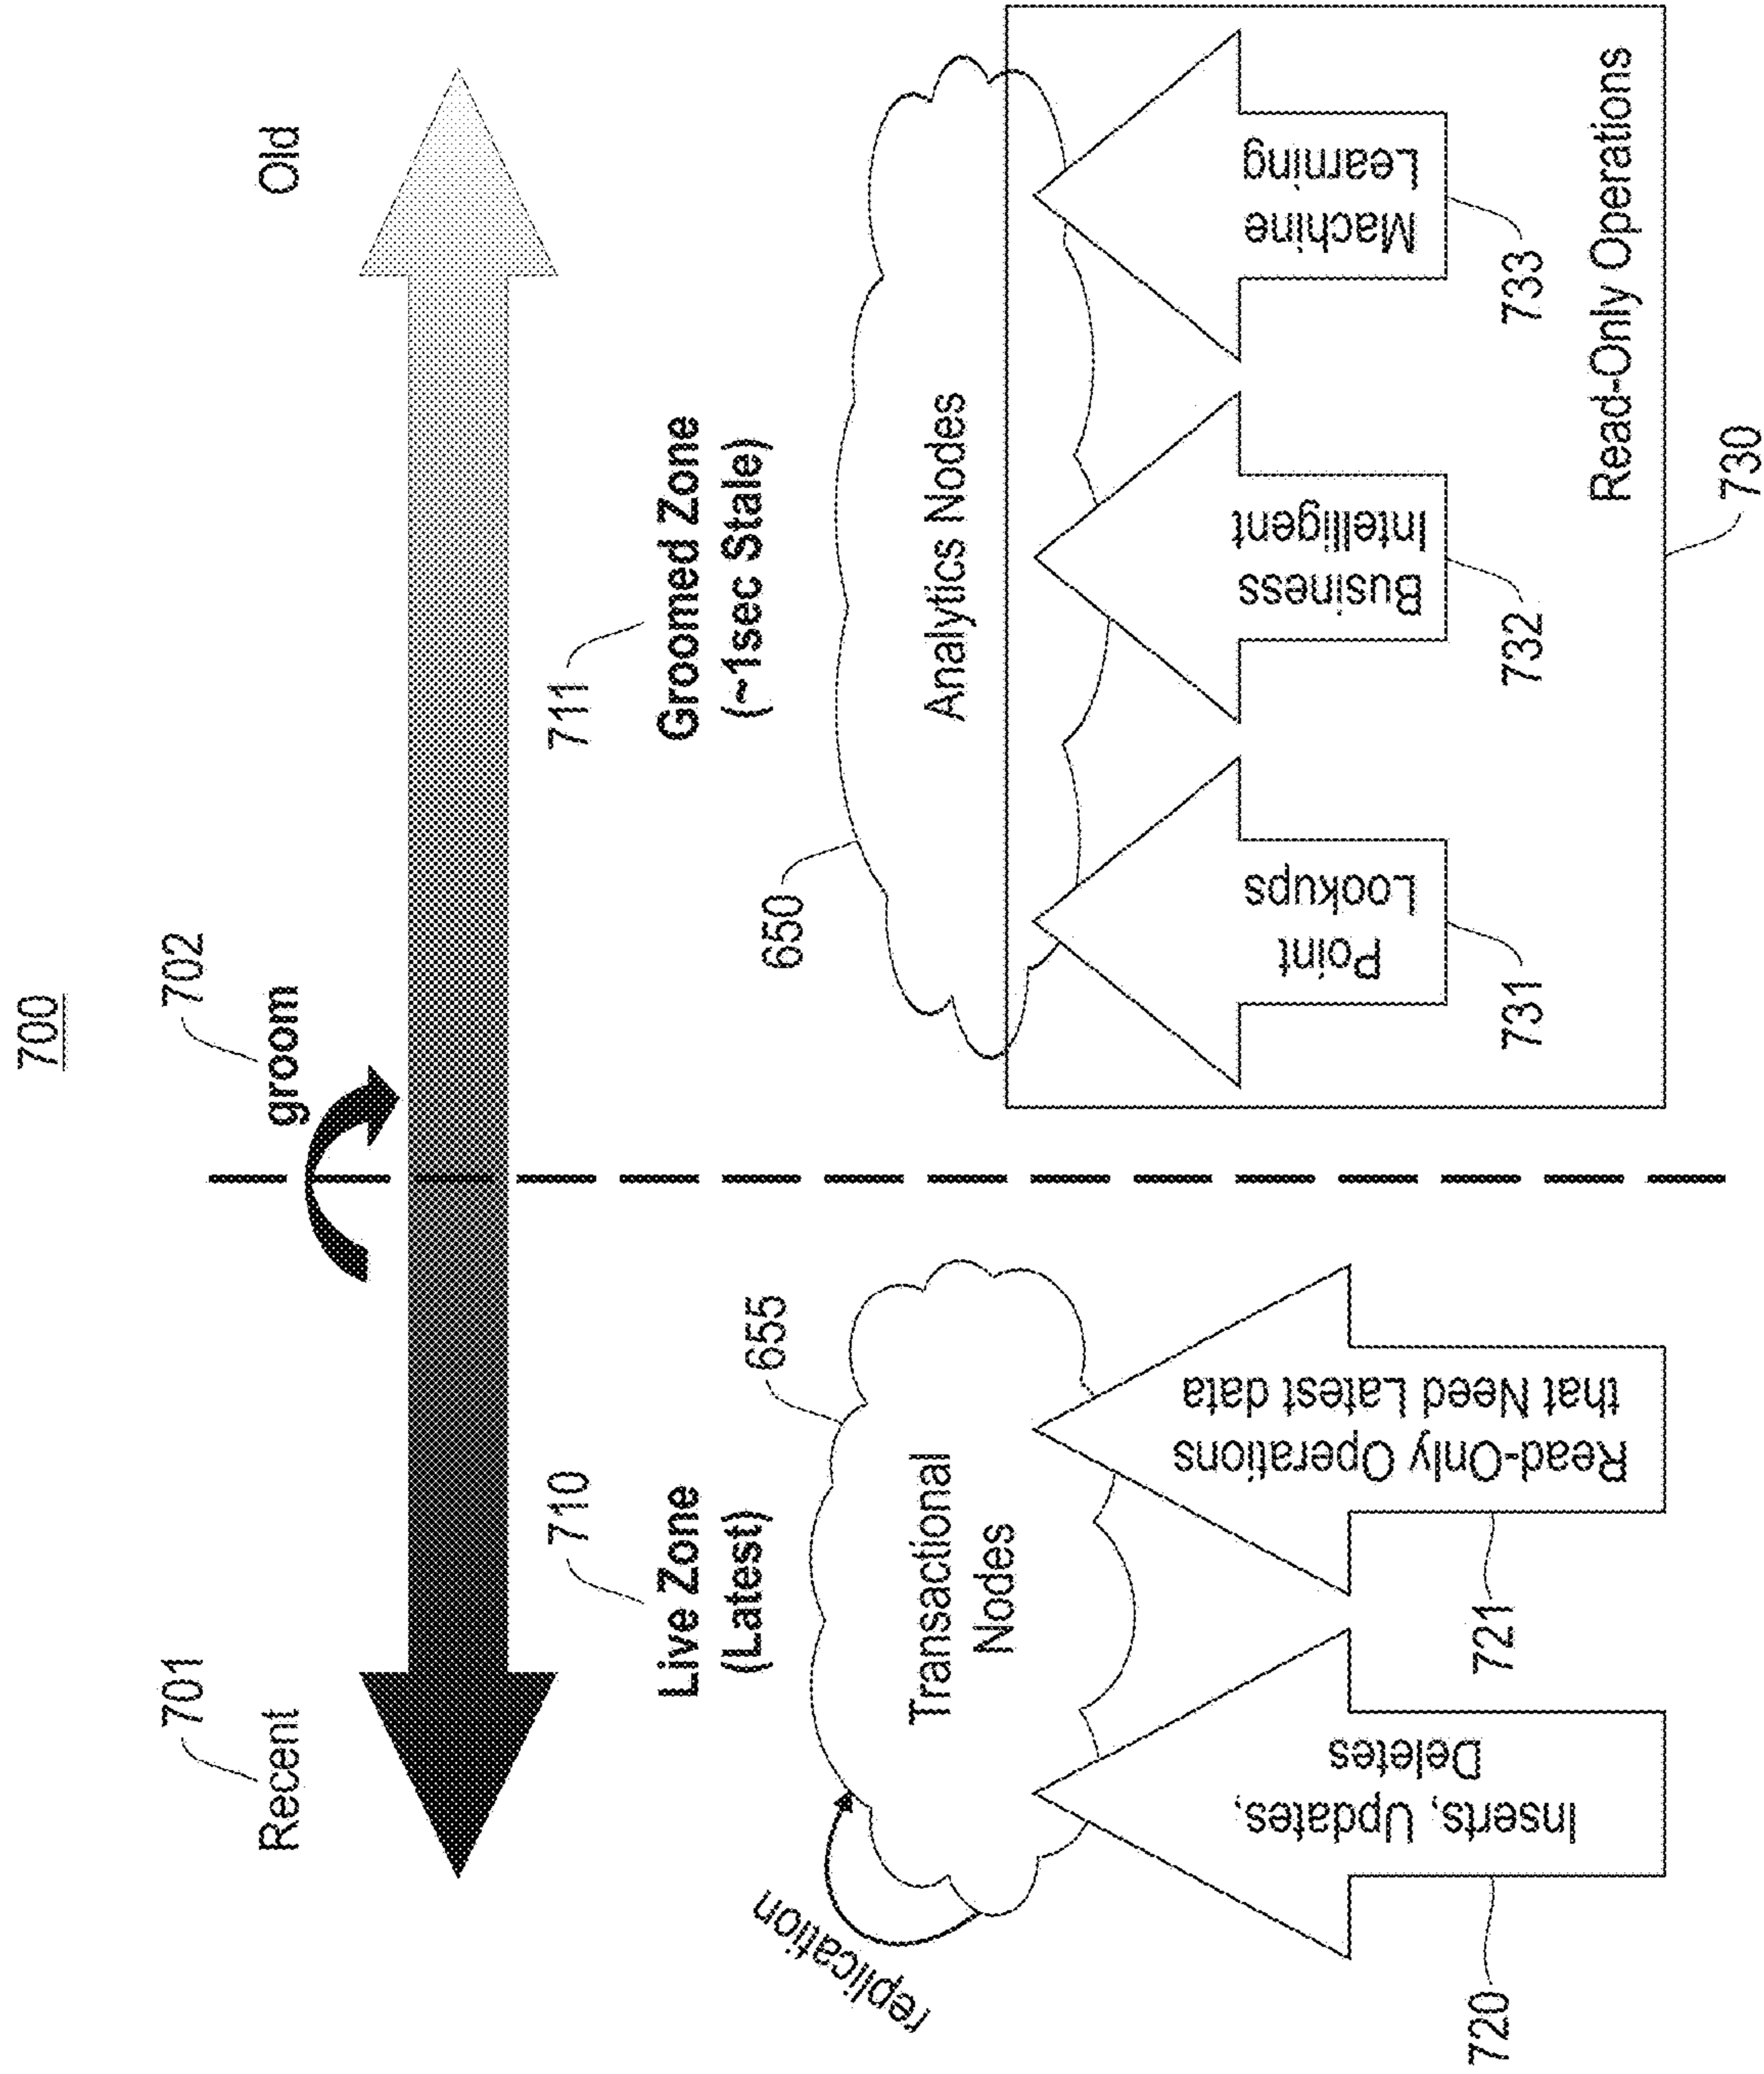 700
701
Recent
702
groom
Old
710
Live Zone
(Latest)
711
Groomed Zone
(~1sec Stale)
replication
655
Transactional
Nodes
650
Analytics Nodes
Inserts, Updates,
Deletes
720
Read-Only Operations
that Need Latest data
721
Point
Lookups
731
Business
Intelligent
732
Machine
Learning
733
Read-Only Operations
730